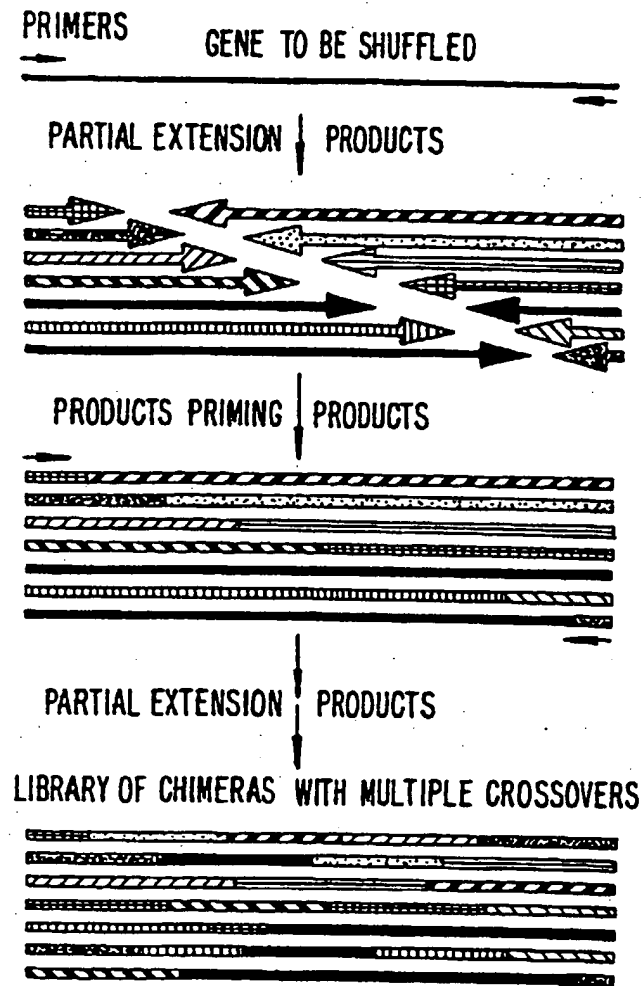 PRIMERS
GENE TO BE SHUFFLED
PARTIAL EXTENSION PRODUCTS
PRODUCTS PRIMING PRODUCTS
PARTIAL EXTENSION PRODUCTS
LIBRARY OF CHIMERAS WITH MULTIPLE CROSSOVERS